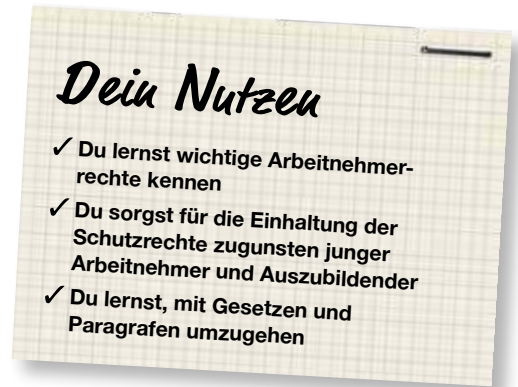 Dein Nutzen
✓ Du lernst wichtige Arbeitnehmer-
rechte kennen
✓ Du sorgst für die Einhaltung der
Schutzrechte zugunsten junger
Arbeitnehmer und Auszubildender
✓ Du lernst, mit Gesetzen und
Paragrafen umzugehen